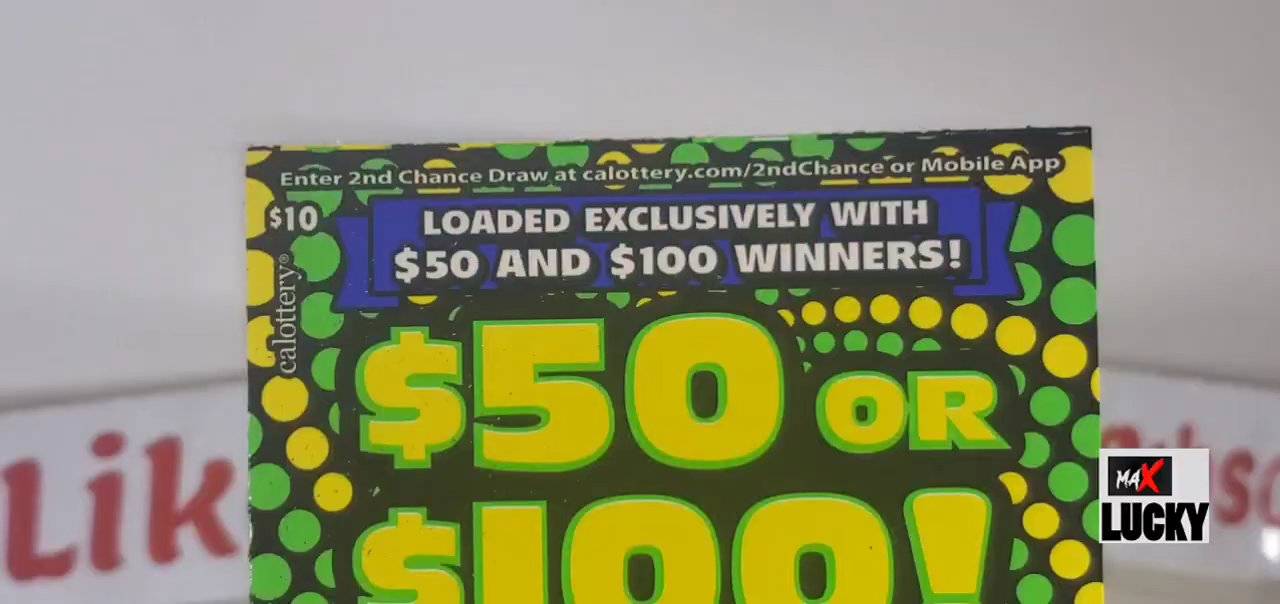 Enter 2nd Chance Draw at calottery.com/2ndChance or Mobile App
$10
LOADED EXCLUSIVELY WITH
$50 AND $100 WINNERS!
calottery®
$50 OR
$100!
Lik
MAX
LUCKY